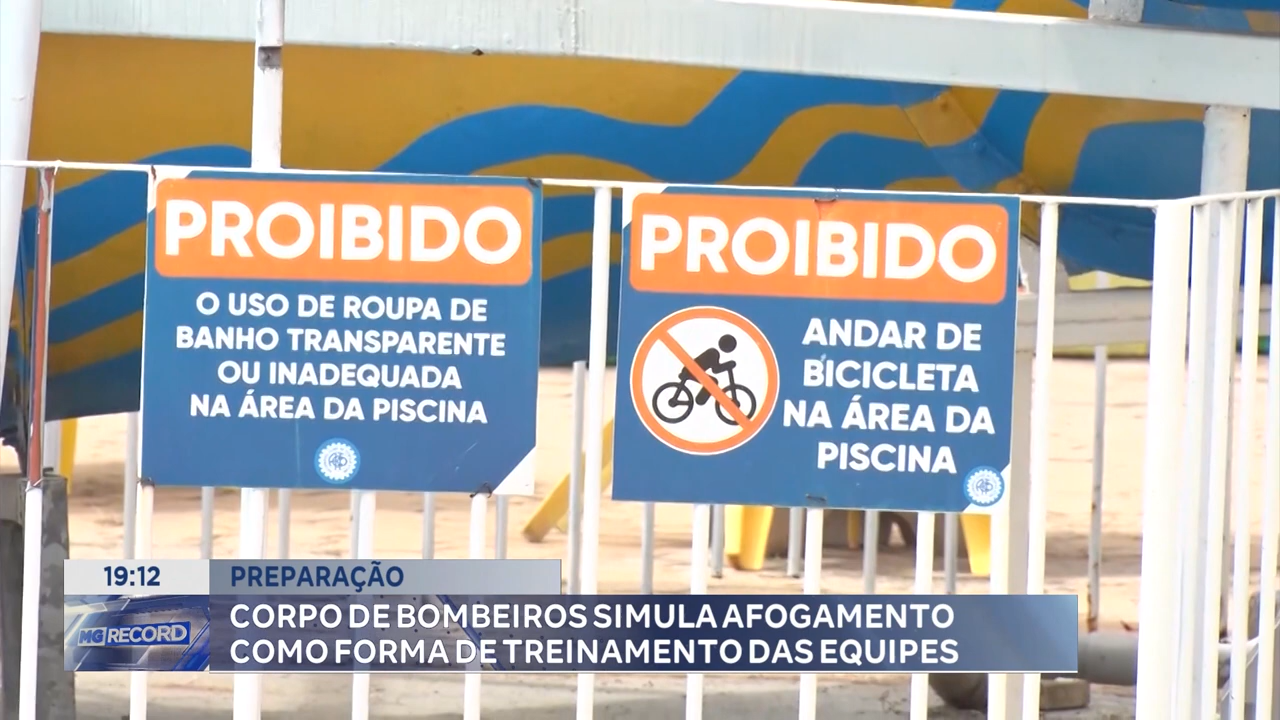 PROIBIDO
O USO DE ROUPA DE
BANHO TRANSPARENTE
OU INADEQUADA
NA ÁREA DA PISCINA
PROIBIDO
ANDAR DE
BICICLETA
NA ÁREA DA
PISCINA
19:12
PREPARAÇÃO
MG RECORD
CORPO DE BOMBEIROS SIMULA AFOGAMENTO
COMO FORMA DE TREINAMENTO DAS EQUIPES